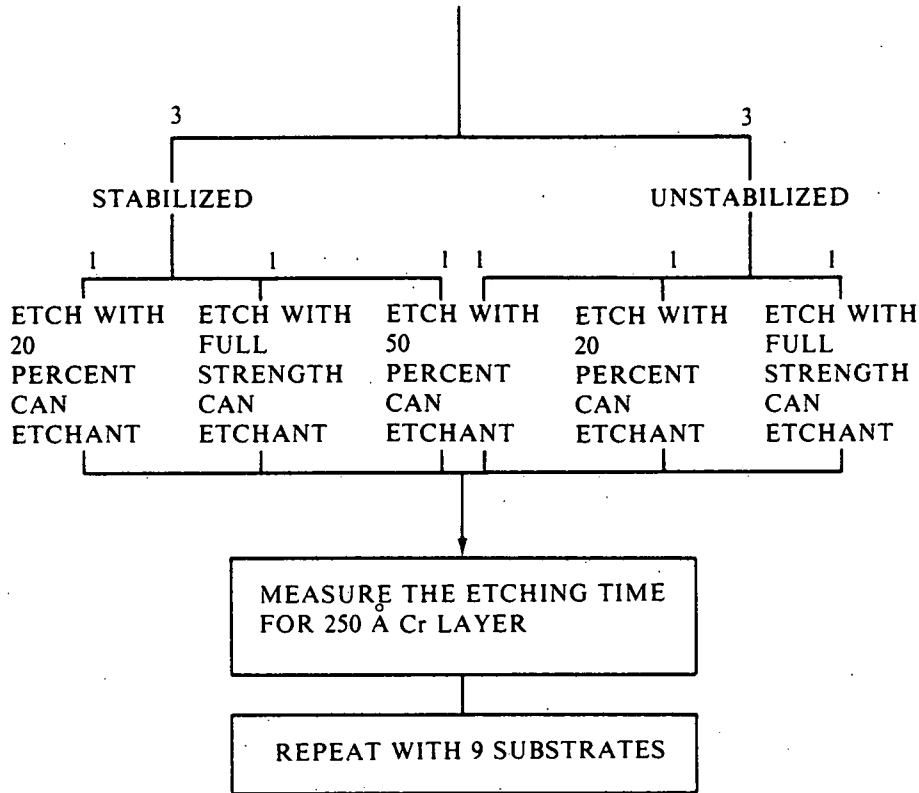 3
3
STABILIZED
UNSTABILIZED
1
1
1
1
1
1
ETCH WITH
20
PERCENT
CAN
ETCHANT
ETCH WITH
FULL
STRENGTH
CAN
ETCHANT
ETCH WITH
50
PERCENT
CAN
ETCHANT
ETCH WITH
20
PERCENT
CAN
ETCHANT
ETCH WITH
FULL
STRENGTH
CAN
ETCHANT
MEASURE THE ETCHING TIME
FOR 250 Å Cr LAYER
REPEAT WITH 9 SUBSTRATES